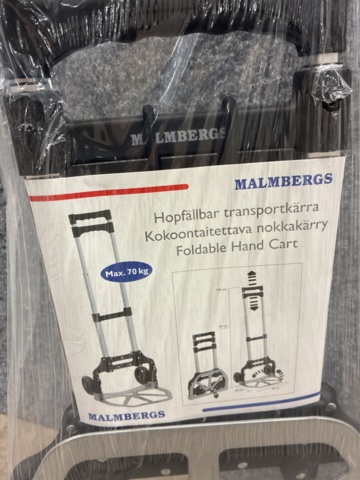 MALMBERGS
MALMBERGS
Hopfällbar transportkärra
Kokoontaitettava nokkakärry
Foldable Hand Cart
Max. 70 kg
MALMBERGS